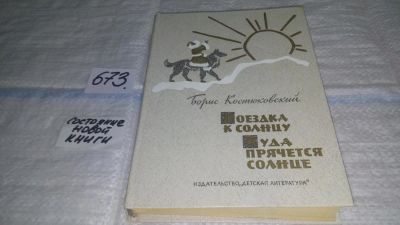 673.
состояние
новой
книги
Борис Костюковский
Поездка
к солнцу
Куда
прячется
солнце
Издательство „Детская литература"